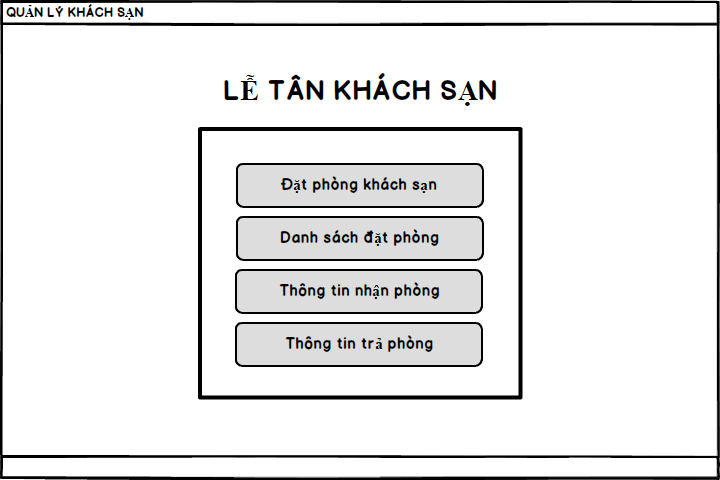 QUẢN LÝ KHÁCH SẠN
LỄ TÂN KHÁCH SẠN
Đặt phòng khách sạn
Danh sách đặt phòng
Thông tin nhận phòng
Thông tin trả phòng